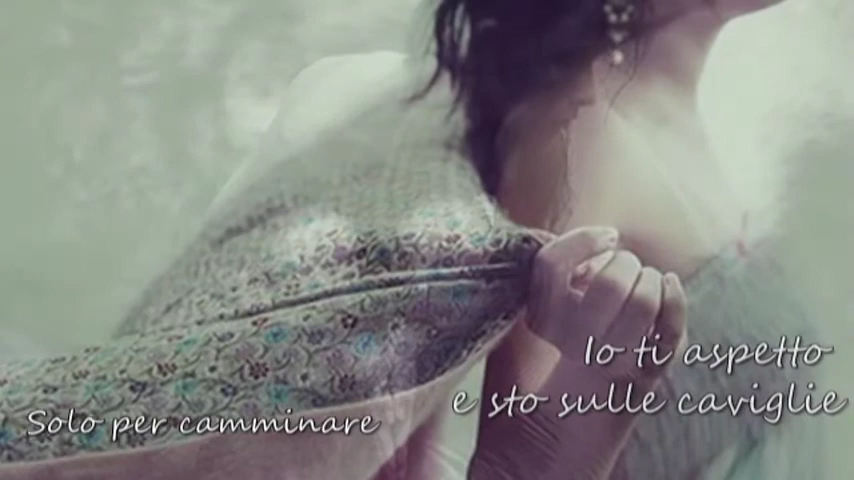 Io ti aspetto
e sto sulle caviglie
Solo per camminare